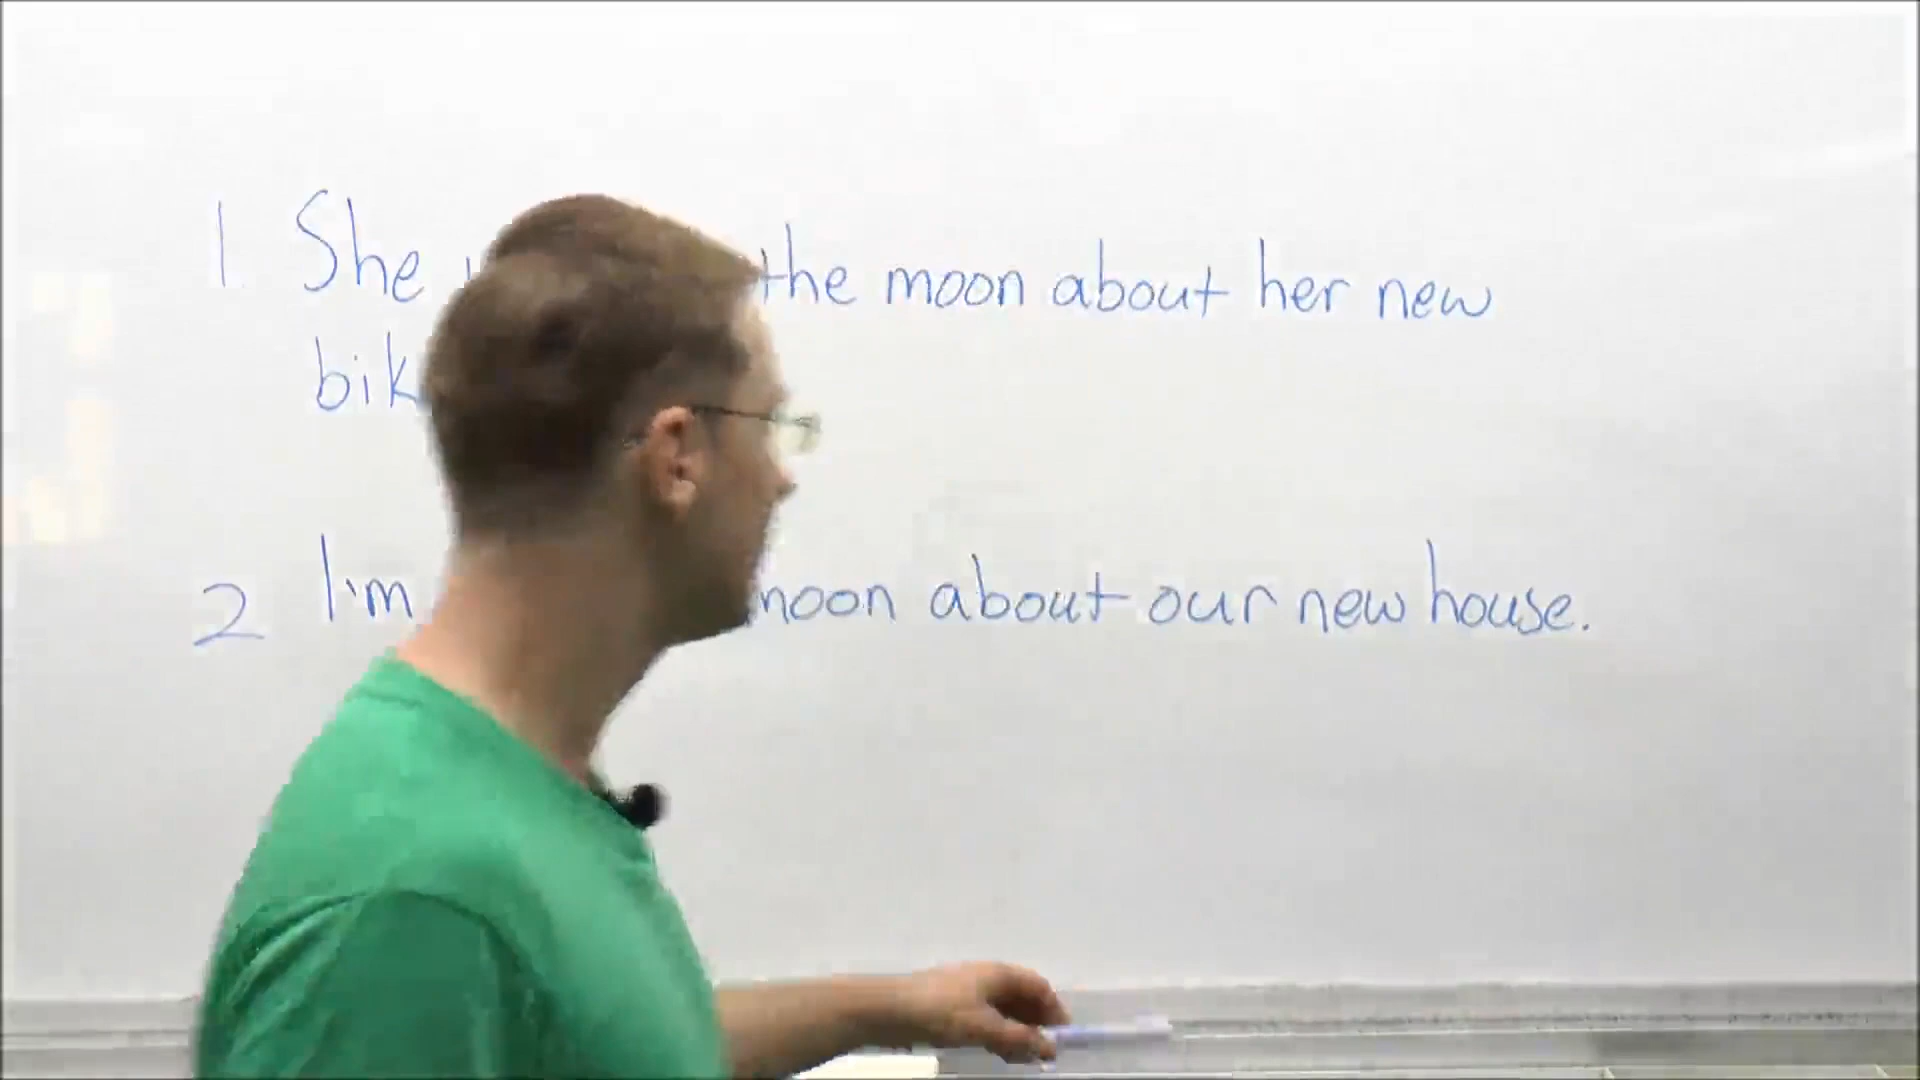 1. She the moon about her new
bik
2 I'm moon about our new house.